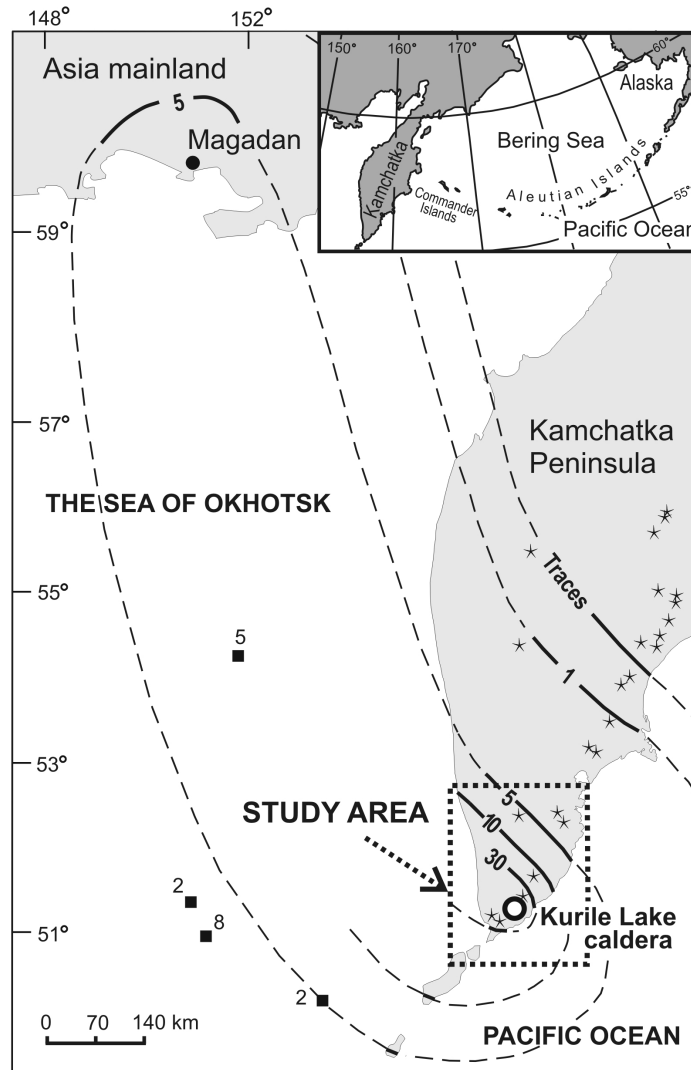 148°
152°
Asia mainland
5
Magadan
150°
160°
170°
60°
Alaska
Bering Sea
Kamchatka
Commander
Islands
Aleutian Islands
55°
Pacific Ocean
59°
57°
Kamchatka
Peninsula
THE SEA OF OKHOTSK
Traces
55°
5
1
53°
STUDY AREA
5
10
30
2
8
51°
Kurile Lake
caldera
2
0 70 140 km
PACIFIC OCEAN